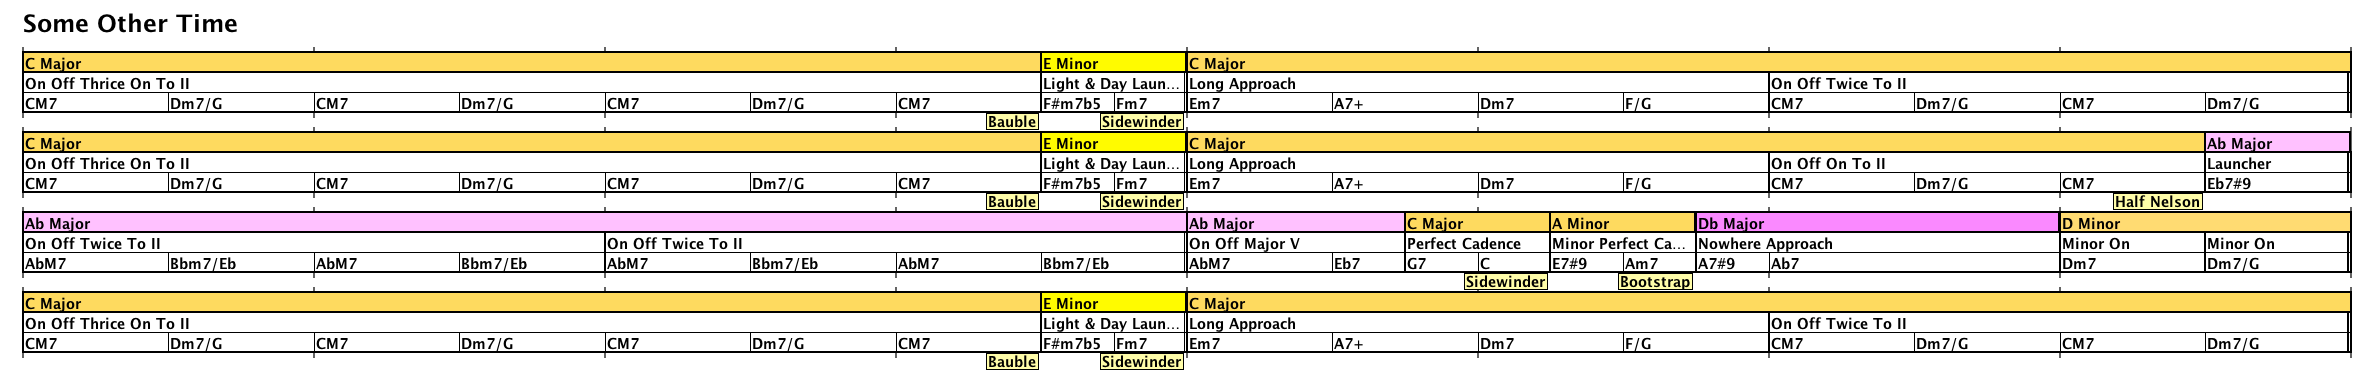 Some Other Time
C Major E Minor C Major
On Off Thrice On To II Light & Day Laun... Long Approach On Off Twice To II
CM7 Dm7/G CM7 Dm7/G CM7 Dm7/G CM7 F#m7b5 Fm7 Em7 A7+ Dm7 F/G CM7 Dm7/G CM7 Dm7/G
Bauble Sidewinder
C Major E Minor C Major Ab Major
On Off Thrice On To II Light & Day Laun... Long Approach On Off On To II Launcher
CM7 Dm7/G CM7 Dm7/G CM7 Dm7/G CM7 F#m7b5 Fm7 Em7 A7+ Dm7 F/G CM7 Dm7/G CM7 Eb7#9
Bauble Sidewinder Half Nelson
Ab Major Ab Major C Major A Minor Db Major D Minor
On Off Twice To II On Off Twice To II On Off Major V Perfect Cadence Minor Perfect Ca... Nowhere Approach Minor On Minor On
AbM7 Bbm7/Eb AbM7 Bbm7/Eb AbM7 Bbm7/Eb AbM7 Bbm7/Eb AbM7 Eb7 G7 C E7#9 Am7 A7#9 Ab7 Dm7 Dm7/G
Sidewinder Bootstrap
C Major E Minor C Major
On Off Thrice On To II Light & Day Laun... Long Approach On Off Twice To II
CM7 Dm7/G CM7 Dm7/G CM7 Dm7/G CM7 F#m7b5 Fm7 Em7 A7+ Dm7 F/G CM7 Dm7/G CM7 Dm7/G
Bauble Sidewinder